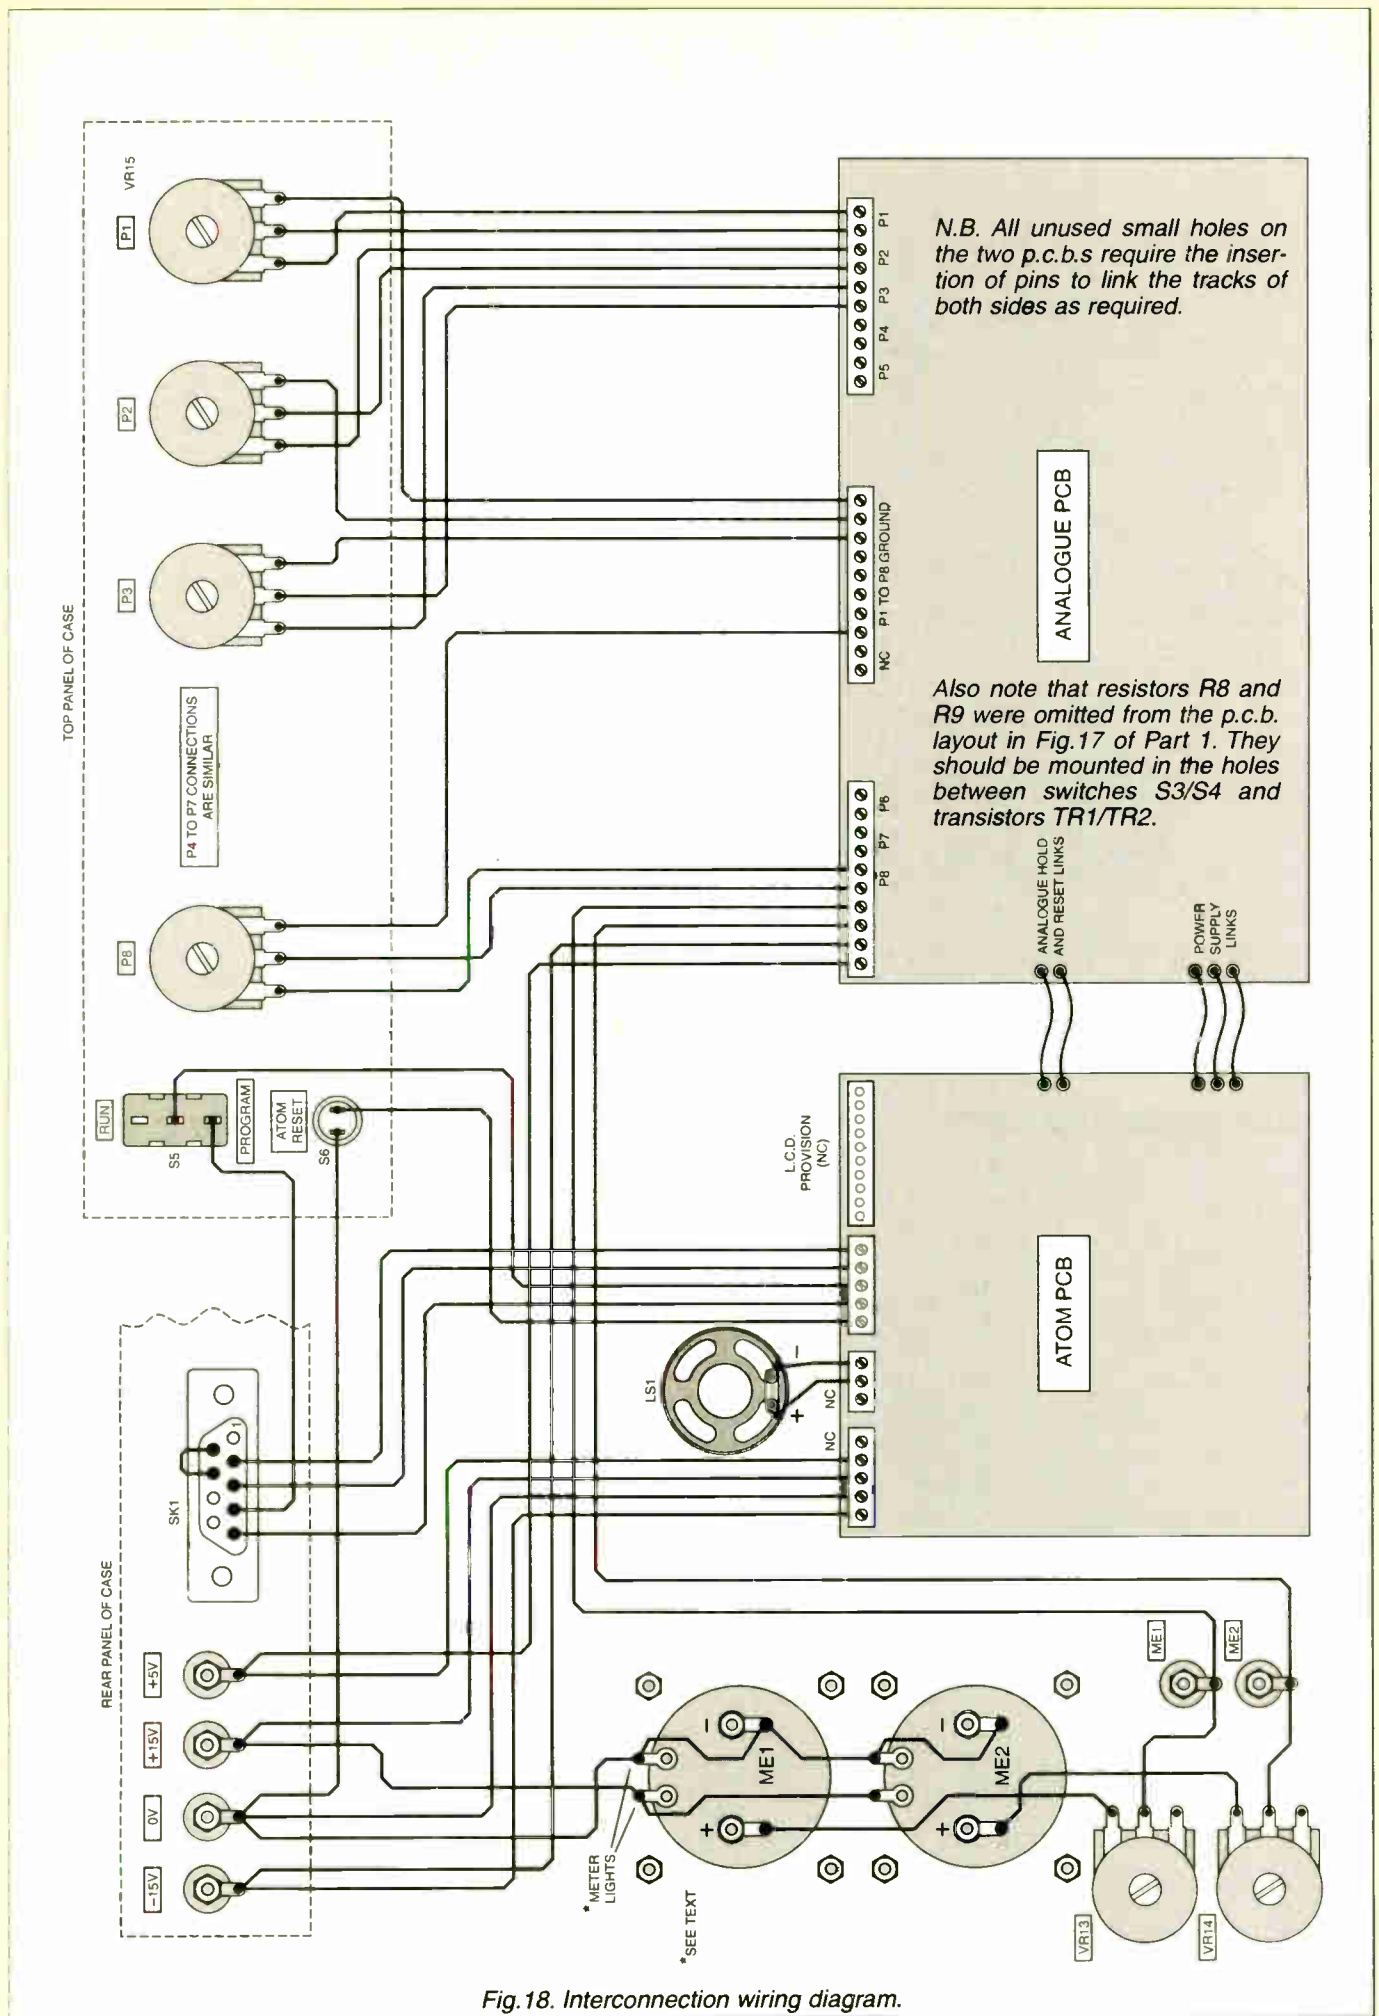 TOP PANEL OF CASE
VR15
P1
P2
P3
P4 TO P7 CONNECTIONS
ARE SIMILAR
P8
RUN
S5
PROGRAM
ATOM
RESET
S6
P1
P2
P3
P4
P5
N.B. All unused small holes on
the two p.c.b.s require the inser-
tion of pins to link the tracks of
both sides as required.
P1 TO P8 GROUND
NC
ANALOGUE PCB
Also note that resistors R8 and
R9 were omitted from the p.c.b.
layout in Fig.17 of Part 1. They
should be mounted in the holes
between switches S3/S4 and
transistors TR1/TR2.
P6
P7
P8
ANALOGUE HOLD
AND RESET LINKS
POWER
SUPPLY
LINKS
L.C.D.
PROVISION
(NC)
ATOM PCB
LS1
-
+
NC
NC
REAR PANEL OF CASE
SK1
1
+5V
+15V
0V
-15V
*METER
LIGHTS
*SEE TEXT
-
ME1
+
-
ME2
+
ME1
ME2
VR13
VR14
Fig.18. Interconnection wiring diagram.